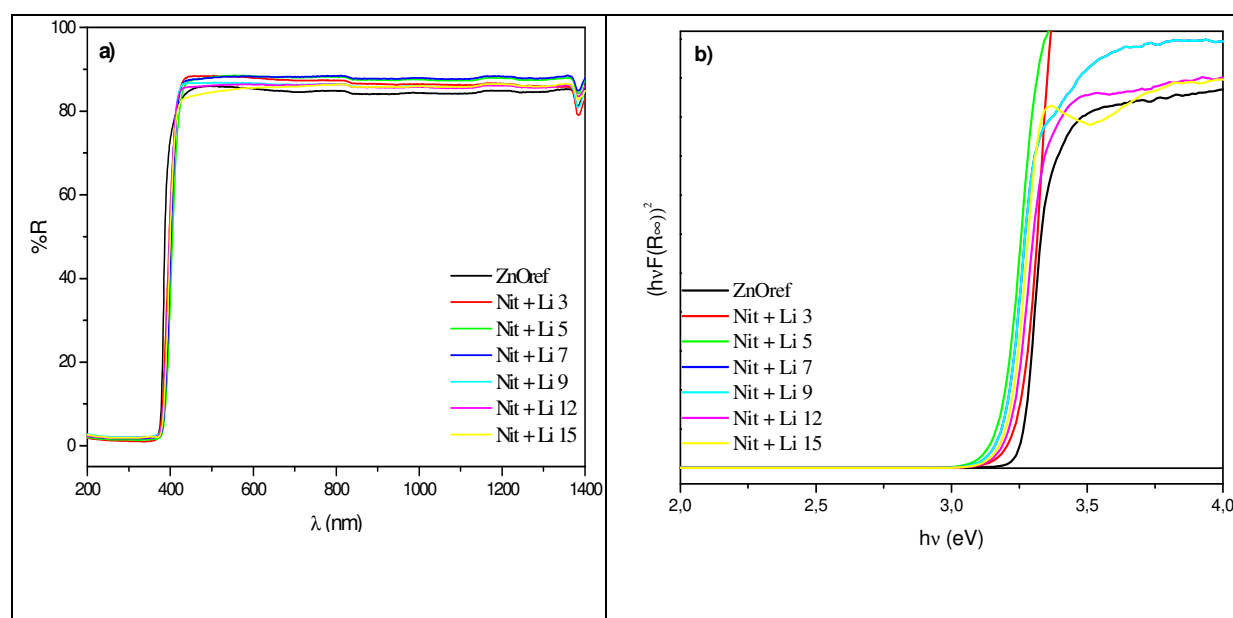 a)
100
80
60
40
20
0
%R
ZnOref
Nit + Li 3
Nit + Li 5
Nit + Li 7
Nit + Li 9
Nit + Li 12
Nit + Li 15
200 400 600 800 1000 1200 1400
λ (nm)
b)
(hνF(R∞))²
ZnOref
Nit + Li 3
Nit + Li 5
Nit + Li 7
Nit + Li 9
Nit + Li 12
Nit + Li 15
2,0 2,5 3,0 3,5 4,0
hν (eV)